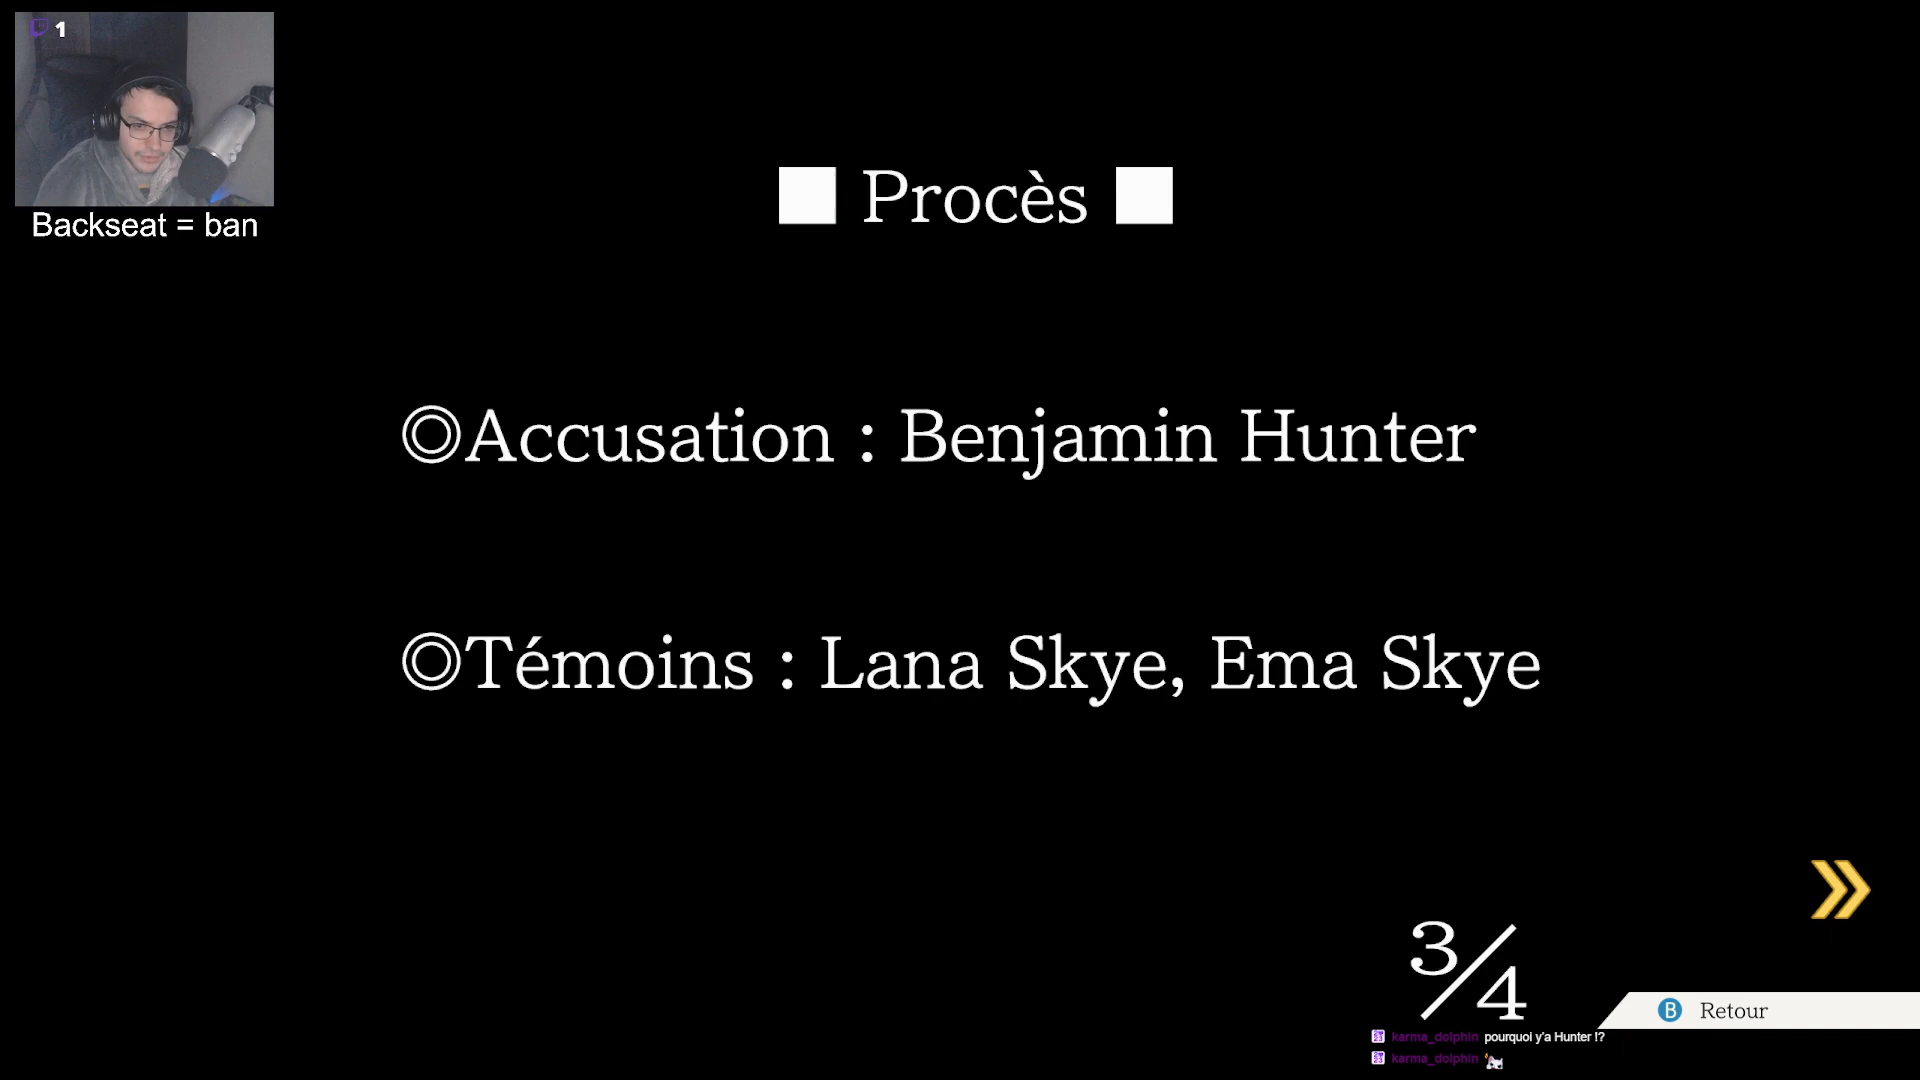 1
Backseat = ban
■ Procès ■
◎Accusation : Benjamin Hunter
◎Témoins : Lana Skye, Ema Skye
3/4
B Retour
karma_dolphin pourquoi y'a Hunter !?
karma_dolphin